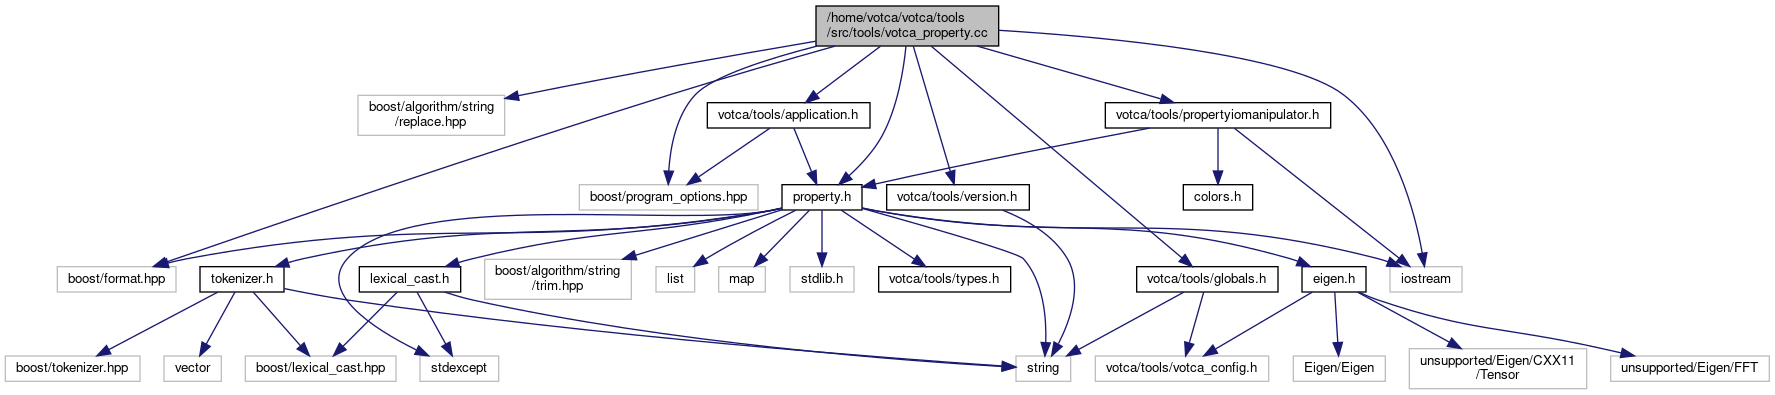 /home/votca/votca/tools
/src/tools/votca_property.cc
boost/algorithm/string
/replace.hpp
votca/tools/application.h
votca/tools/propertyiomanipulator.h
boost/program_options.hpp
property.h
votca/tools/version.h
colors.h
boost/format.hpp
tokenizer.h
lexical_cast.h
boost/algorithm/string
/trim.hpp
list
map
stdlib.h
votca/tools/types.h
votca/tools/globals.h
eigen.h
iostream
boost/tokenizer.hpp
vector
boost/lexical_cast.hpp
stdexcept
string
votca/tools/votca_config.h
Eigen/Eigen
unsupported/Eigen/CXX11
/Tensor
unsupported/Eigen/FFT